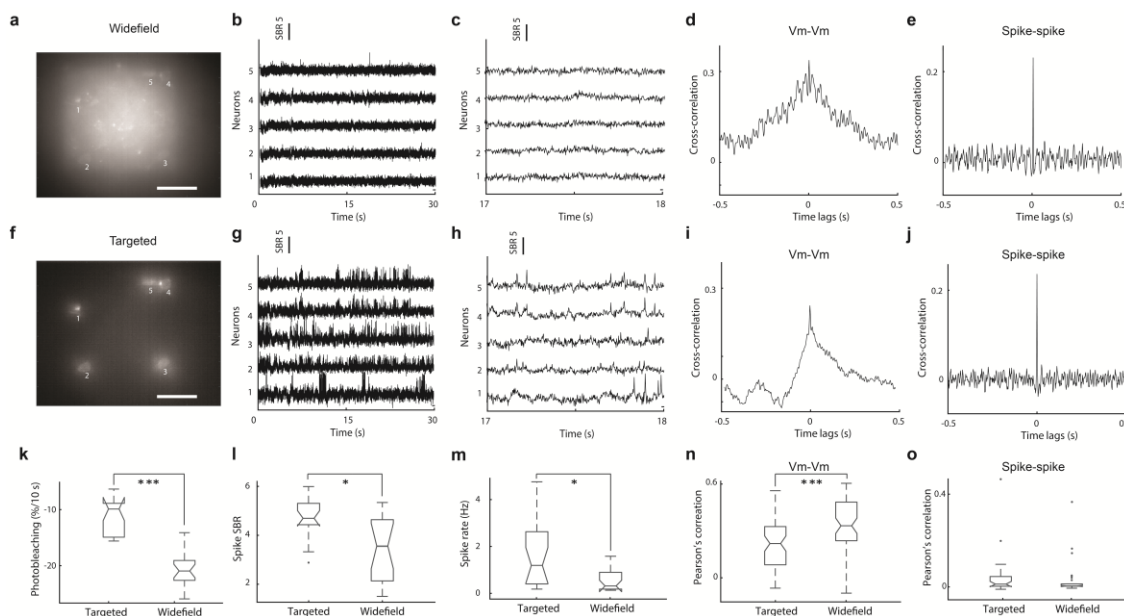 a
Widefield
1
2
3
4
5
b
SBR 5
Neurons
5
4
3
2
1
0
15
30
Time (s)
c
SBR 5
Neurons
5
4
3
2
1
17
18
Time (s)
d
Vm-Vm
Cross-correlation
0.3
0
-0.5
0
0.5
Time lags (s)
e
Spike-spike
Cross-correlation
0.2
0
-0.5
0
0.5
Time lags (s)
f
Targeted
1
2
3
4
5
g
SBR 5
Neurons
5
4
3
2
1
0
15
30
Time (s)
h
SBR 5
Neurons
5
4
3
2
1
17
18
Time (s)
i
Vm-Vm
Cross-correlation
0.3
0
-0.5
0
0.5
Time lags (s)
j
Spike-spike
Cross-correlation
0.2
0
-0.5
0
0.5
Time lags (s)
k
***
Photobleaching (%/10 s)
-10
-20
Targeted
Widefield
l
*
Spike SBR
6
4
2
Targeted
Widefield
m
*
Spike rate (Hz)
4
2
0
Targeted
Widefield
n
Vm-Vm
***
Pearson's correation
0.6
0
Targeted
Widefield
o
Spike-spike
Pearson's correlation
0.4
0
Targeted
Widefield